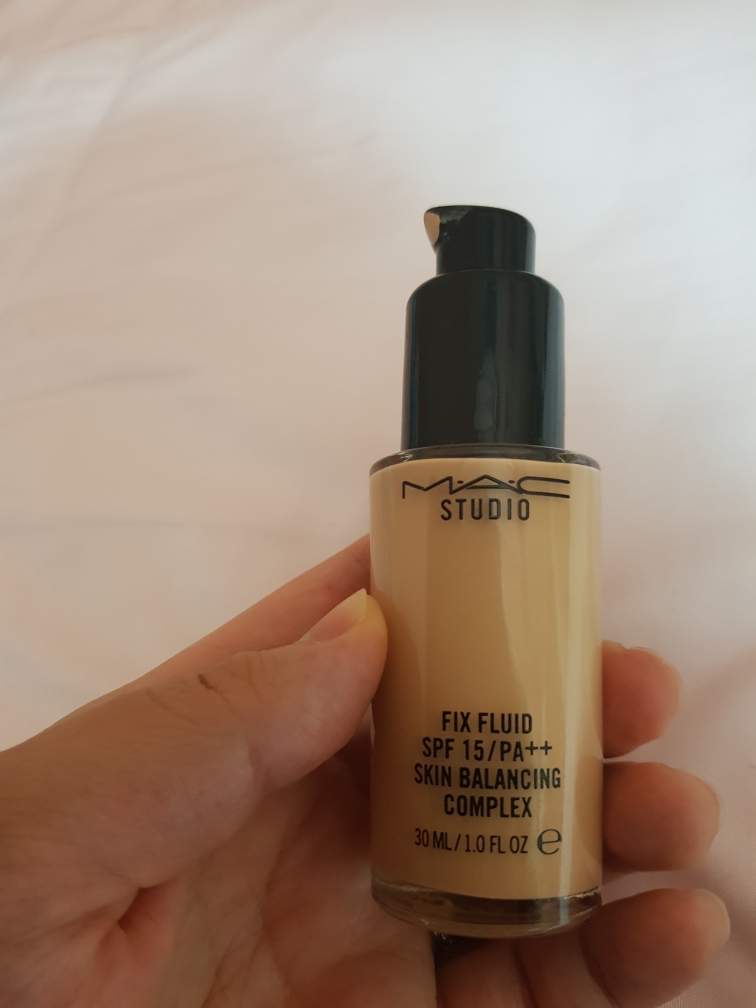 M·A·C
STUDIO
FIX FLUID
SPF 15/PA++
SKIN BALANCING
COMPLEX
30 ML/1.0 FL OZ ℮